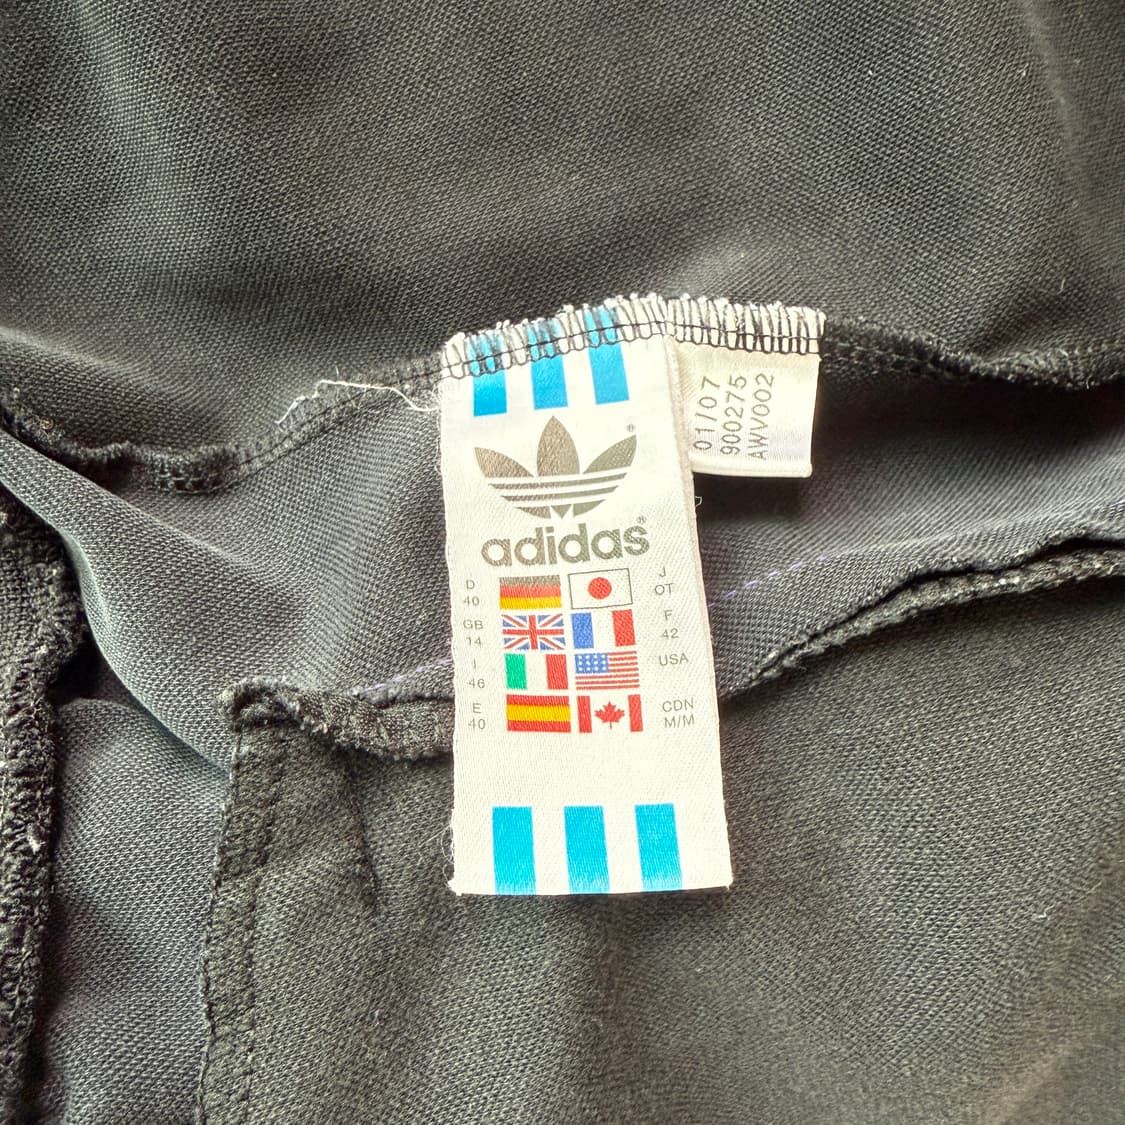 adidas®
D
40
GB
14
I
46
E
40
J
OT
F
42
USA
CDN
M/M
01/07
900275
AWV002